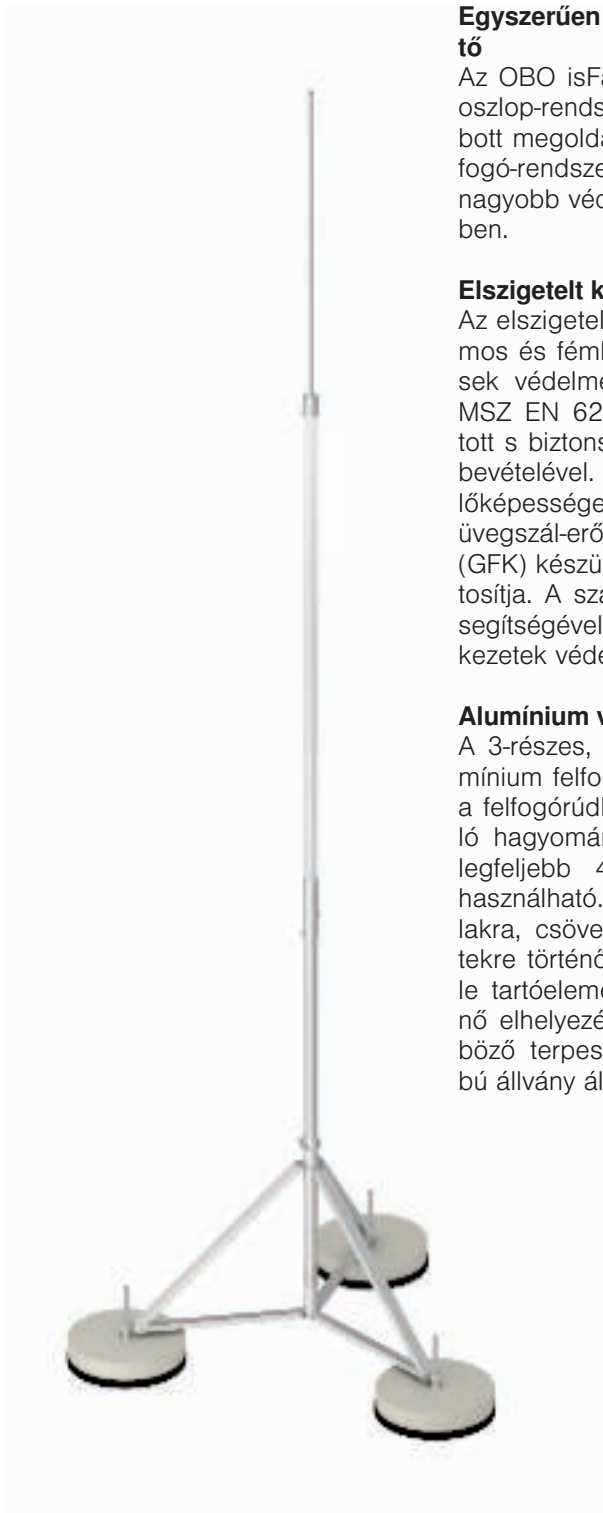 Egyszerűen
tő
Az OBO isFa
oszlop-rends
bott megoldá
fogó-rendsze
nagyobb véd
ben.
Elszigetelt k
Az elszigetel
mos és féml
sek védelme
MSZ EN 62
tott s biztons
bevételével.
lőképessége
üvegszál-erő
(GFK) készü
tosítja. A szá
segítségével
kezetek véde
Alumínium v
A 3-részes,
mínium felfo
a felfogórúdl
ló hagyomár
legfeljebb 4
használható.
lakra, csöve
tekre történő
le tartóeleme
nő elhelyezé
böző terpes
bú állvány ál